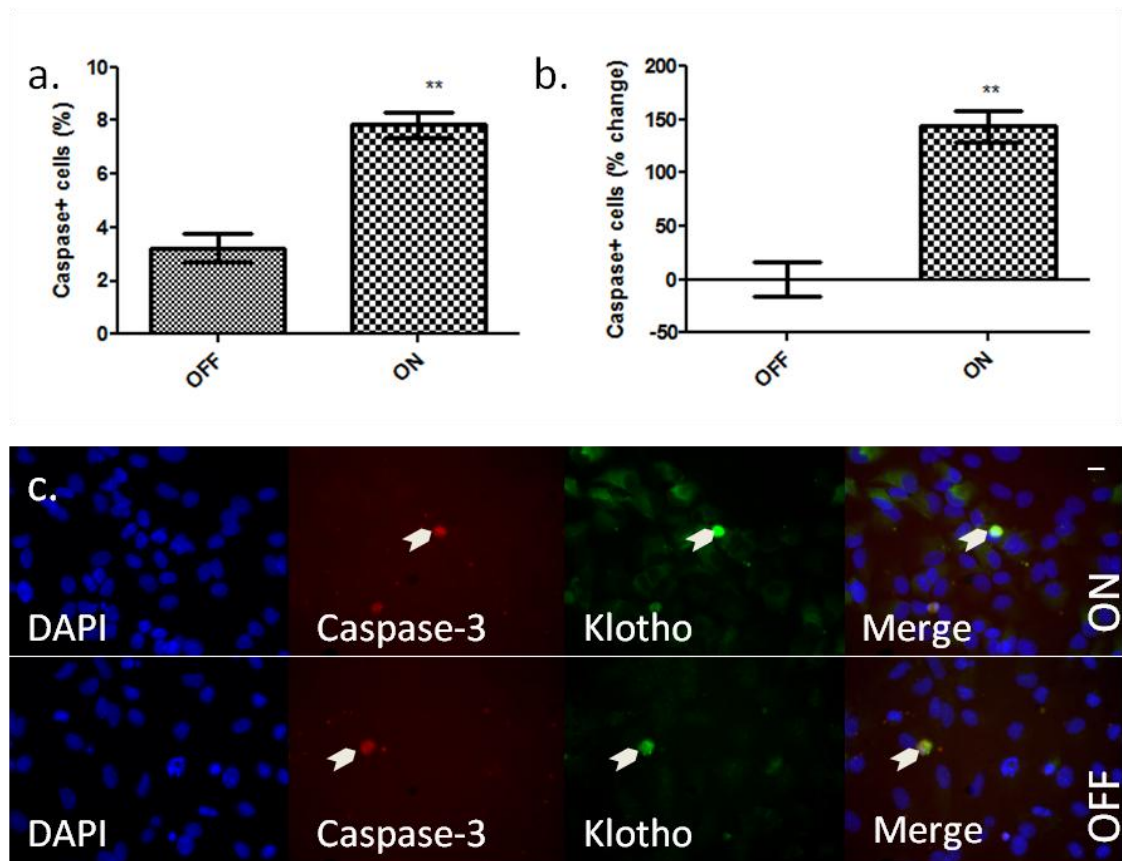 a.
Caspase+ cells (%)
10
8
6
4
2
0
**
OFF
ON
b.
Caspase+ cells (% change)
200
150
100
50
0
-50
**
OFF
ON
c.
DAPI
Caspase-3
Klotho
Merge
ON
DAPI
Caspase-3
Klotho
Merge
OFF